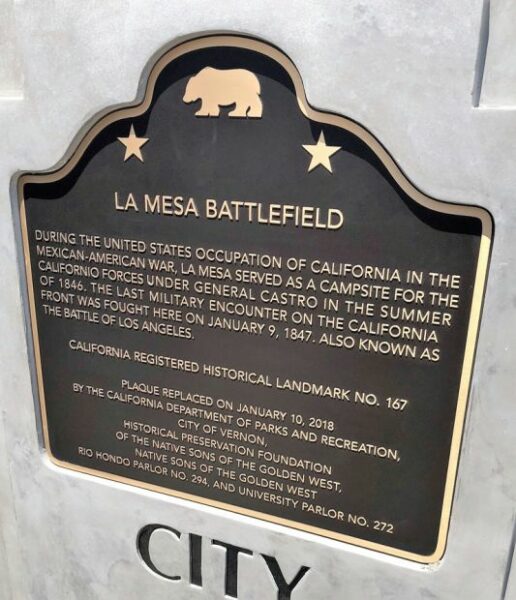 LA MESA BATTLEFIELD
DURING THE UNITED STATES OCCUPATION OF CALIFORNIA IN THE
MEXICAN-AMERICAN WAR, LA MESA SERVED AS A CAMPSITE FOR THE
CALIFORNIO FORCES UNDER GENERAL CASTRO IN THE SUMMER
OF 1846. THE LAST MILITARY ENCOUNTER ON THE CALIFORNIA
FRONT WAS FOUGHT HERE ON JANUARY 9, 1847. ALSO KNOWN AS
THE BATTLE OF LOS ANGELES.
CALIFORNIA REGISTERED HISTORICAL LANDMARK NO. 167
PLAQUE REPLACED ON JANUARY 10, 2018
BY THE CALIFORNIA DEPARTMENT OF PARKS AND RECREATION,
CITY OF VERNON,
HISTORICAL PRESERVATION FOUNDATION
OF THE NATIVE SONS OF THE GOLDEN WEST,
NATIVE SONS OF THE GOLDEN WEST
RIO HONDO PARLOR NO. 294, AND UNIVERSITY PARLOR NO. 272
CITY